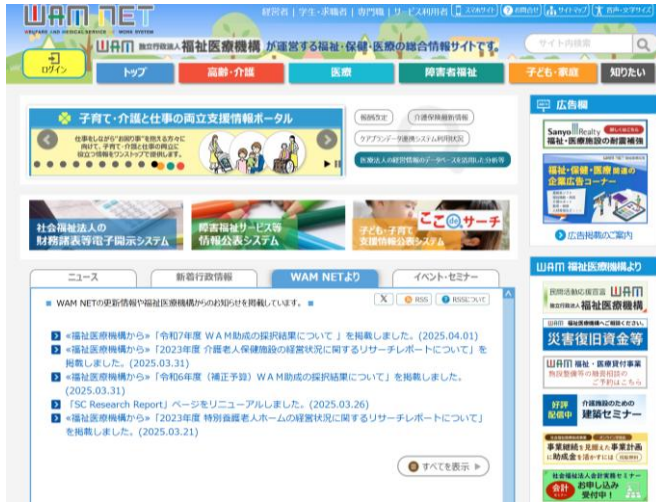 WAM NET
WELFARE AND MEDICAL SERVICE NETWORK SYSTEM
経営者 | 学生・求職者 | 専門職 | サービス利用者
スマホサイト
お問合せ
サイトマップ
音声・文字サイズ
WAM 独立行政法人 福祉医療機構 が運営する福祉・保健・医療の総合情報サイトです。
サイト内検索
ログイン
トップ
高齢・介護
医療
障害者福祉
子ども・家庭
知りたい
子育て・介護と仕事の両立支援情報ポータル
仕事をしながら"お困り事"を抱える方々に
向けて、子育て・介護と仕事の両立に
役立つ情報をワンストップで提供します。
報酬改定
介護保険最新情報
ケアプランデータ連携システム利用状況
医療法人の経営情報のデータベースを活用した分析等
社会福祉法人の
財務諸表等電子開示システム
障害福祉サービス等
情報公表システム
ここdeサーチ
子ども・子育て
支援情報公表システム
ニュース
新着行政情報
WAM NETより
イベント・セミナー
WAM NETの更新情報や福祉医療機構からのお知らせを掲載しています。
X
RSS
RSSについて
≪福祉医療機構から≫「令和7年度 WAM助成の採択結果について 」を掲載しました。(2025.04.01)
≪福祉医療機構から≫「2023年度 介護老人保健施設の経営状況に関するリサーチレポートについて」を
掲載しました。(2025.03.31)
≪福祉医療機構から≫「令和6年度（補正予算）WAM助成の採択結果について」を掲載しました。
(2025.03.31)
「SC Research Report」ページをリニューアルしました。(2025.03.26)
≪福祉医療機構から≫「2023年度 特別養護老人ホームの経営状況に関するリサーチレポートについて」
を掲載しました。(2025.03.21)
すべてを表示
広告欄
Sanyo Realty 詳しくはこちら
福祉・医療施設の耐震補強
福祉・保健・医療関連の
企業広告コーナー
広告掲載のご案内
WAM 福祉医療機構より
民間活動応援宣言 WAM
独立行政法人 福祉医療機構
WAM 福祉医療機構へご相談ください。
災害復旧資金等
WAM 福祉・医療貸付事業
施設整備等の融資相談の
ご予約はこちら
好評
配信中
介護施設のための
建築セミナー
事業継続を見据えた事業計画
に助成金を活かすには
社会福祉法人会計実務セミナー
会計
お申し込み
受付中！